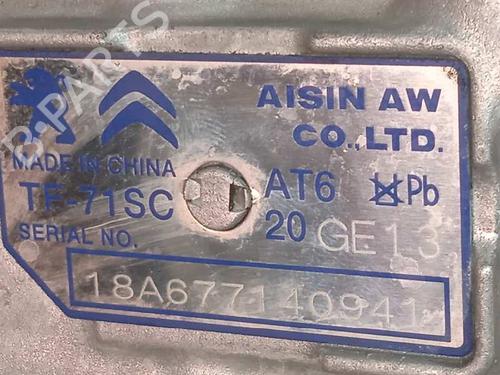 B-PARTS
AISIN AW
CO.,LTD.
MADE IN CHINA
TF-71SC
AT6 Pb
SERIAL NO.
20 GE13
18A677140941